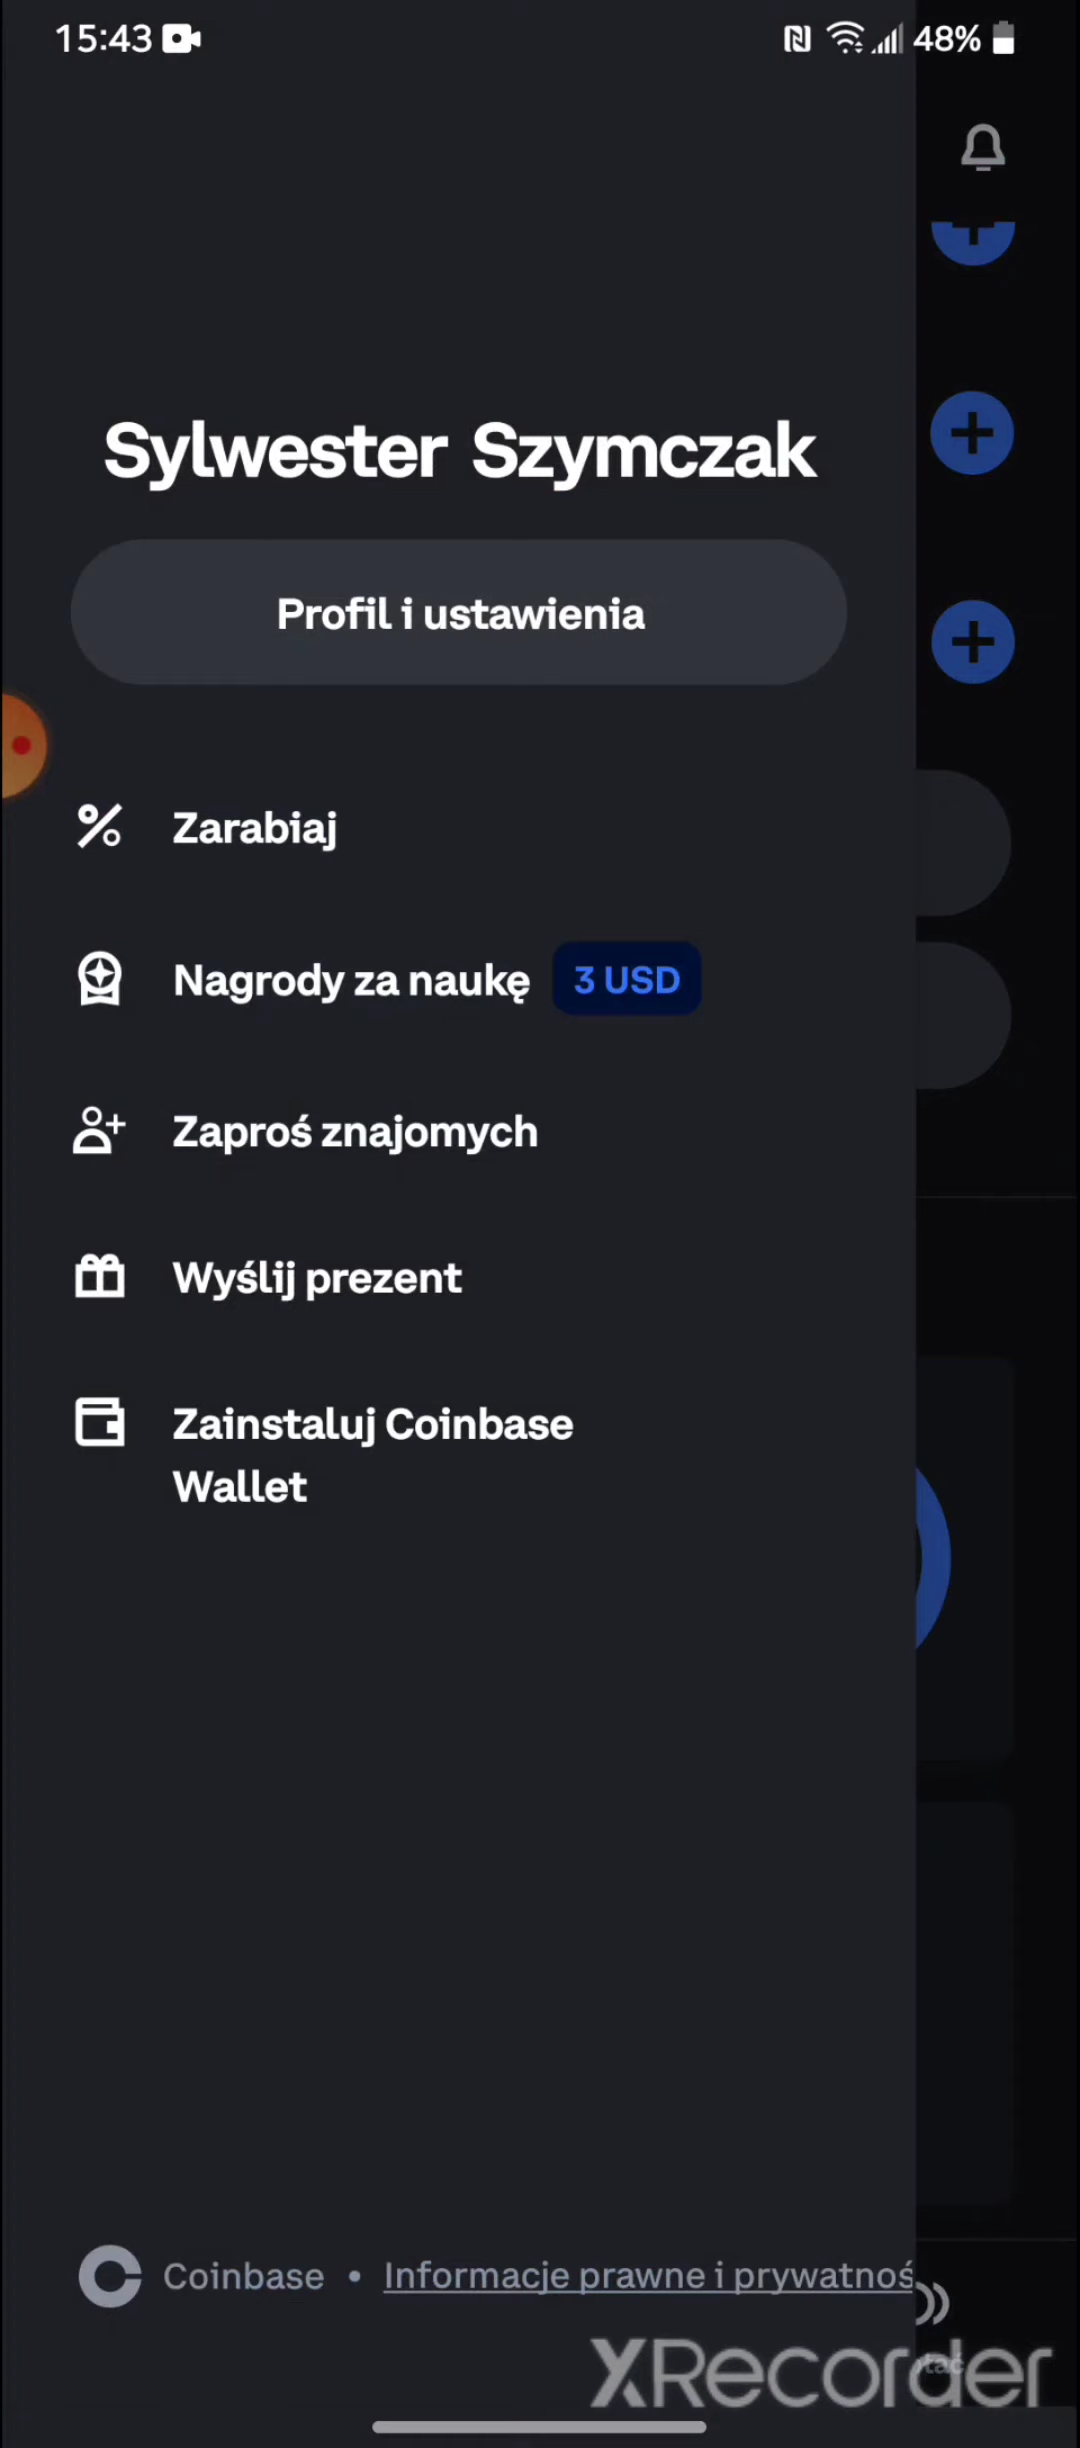 15:43 48%
Sylwester Szymczak
Profil i ustawienia
Zarabiaj
Nagrody za naukę 3 USD
Zaproś znajomych
Wyślij prezent
Zainstaluj Coinbase
Wallet
Coinbase • Informacje prawne i prywatnoś
XRecorder